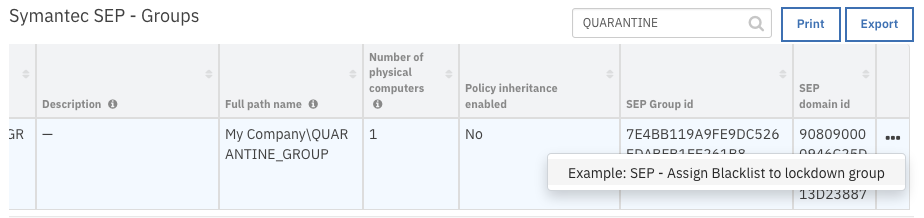 Symantec SEP - Groups
QUARANTINE
Print
Export
Description
Full path name
Number of
physical
computers
Policy inheritance
enabled
SEP Group id
SEP
domain id
GR
—
My Company\QUAR
ANTINE_GROUP
1
No
7E4BB119A9FE9DC526
90809000
Example: SEP - Assign Blacklist to lockdown group
13D23887